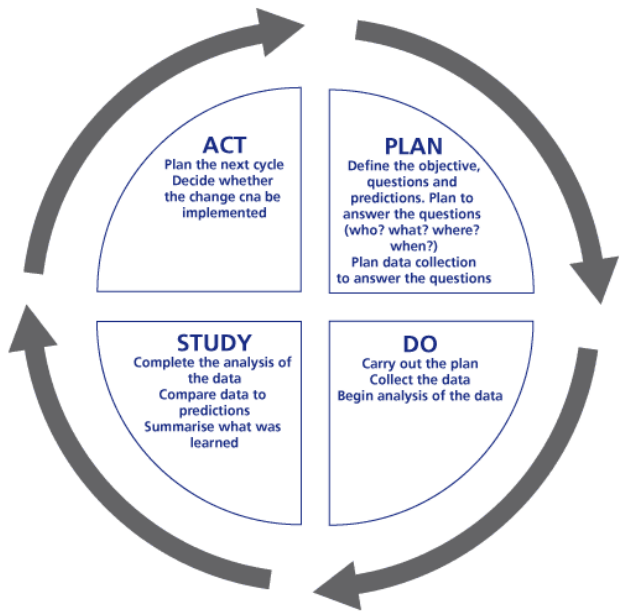 ACT
Plan the next cycle
Decide whether
the change cna be
implemented
PLAN
Define the objective,
questions and
predictions. Plan to
answer the questions
(who? what? where?
when?)
Plan data collection
to answer the questions
STUDY
Complete the analysis of
the data
Compare data to
predictions
Summarise what was
learned
DO
Carry out the plan
Collect the data
Begin analysis of the data